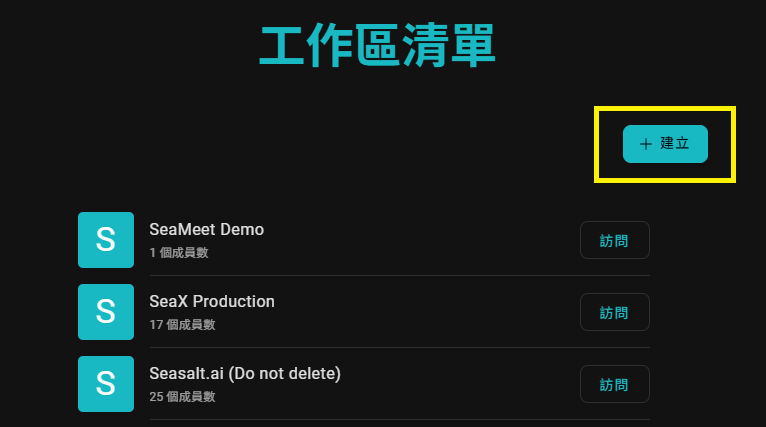 工作區清單
+ 建立
S
SeaMeet Demo
1 個成員數
訪問
S
SeaX Production
17 個成員數
訪問
S
Seasalt.ai (Do not delete)
25 個成員數
訪問